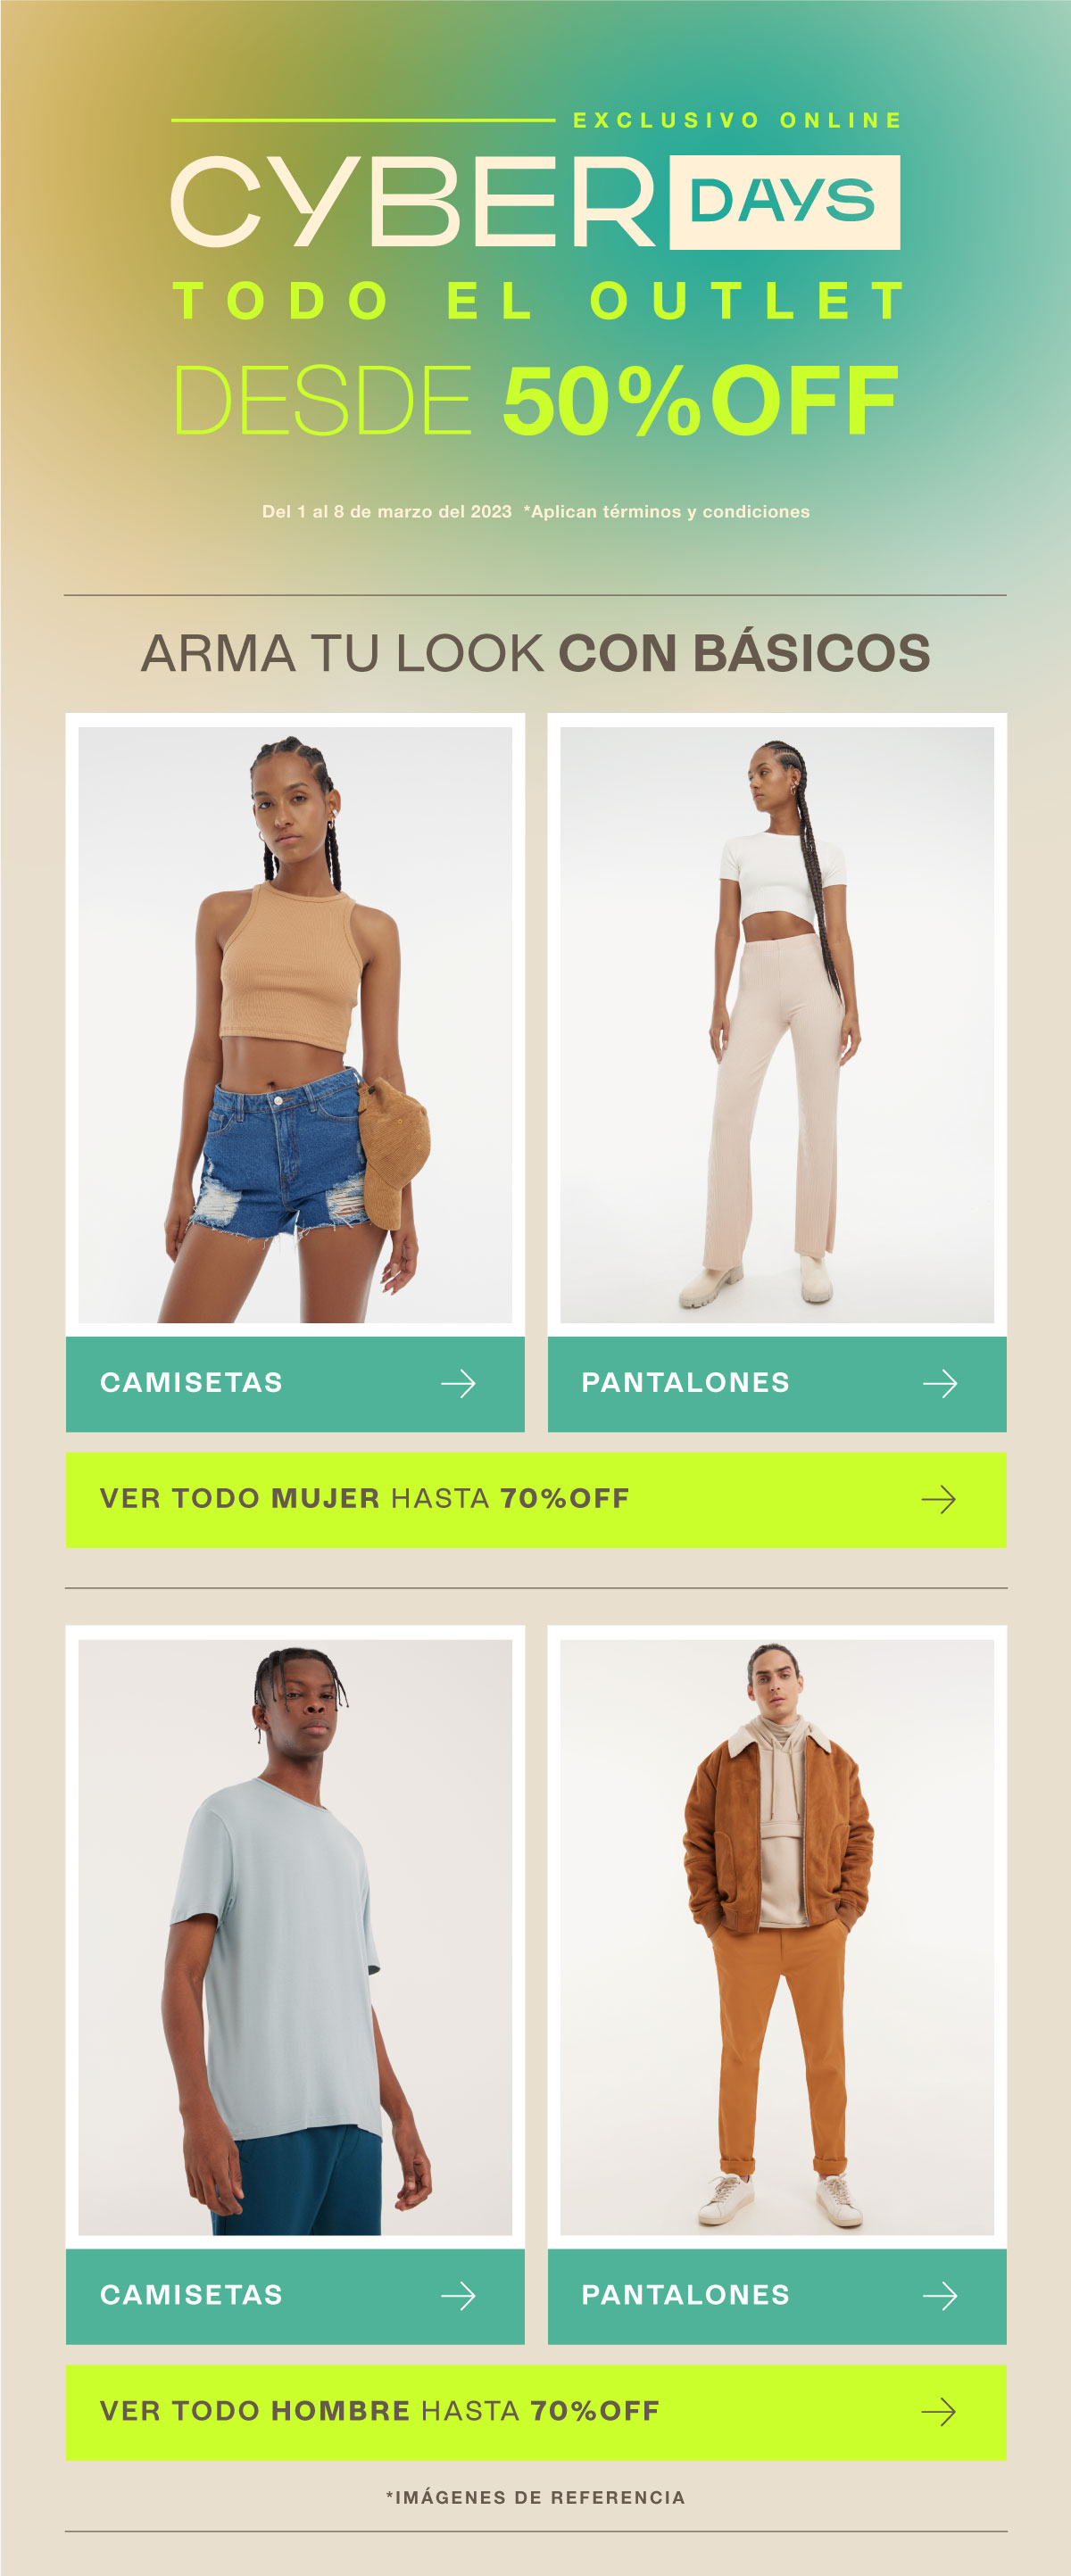 EXCLUSIVO ONLINE
CYBER DAYS
TODO EL OUTLET
DESDE 50%OFF
Del 1 al 8 de marzo del 2023 *Aplican términos y condiciones
ARMA TU LOOK CON BÁSICOS
CAMISETAS
PANTALONES
VER TODO MUJER HASTA 70%OFF
CAMISETAS
PANTALONES
VER TODO HOMBRE HASTA 70%OFF
*IMÁGENES DE REFERENCIA